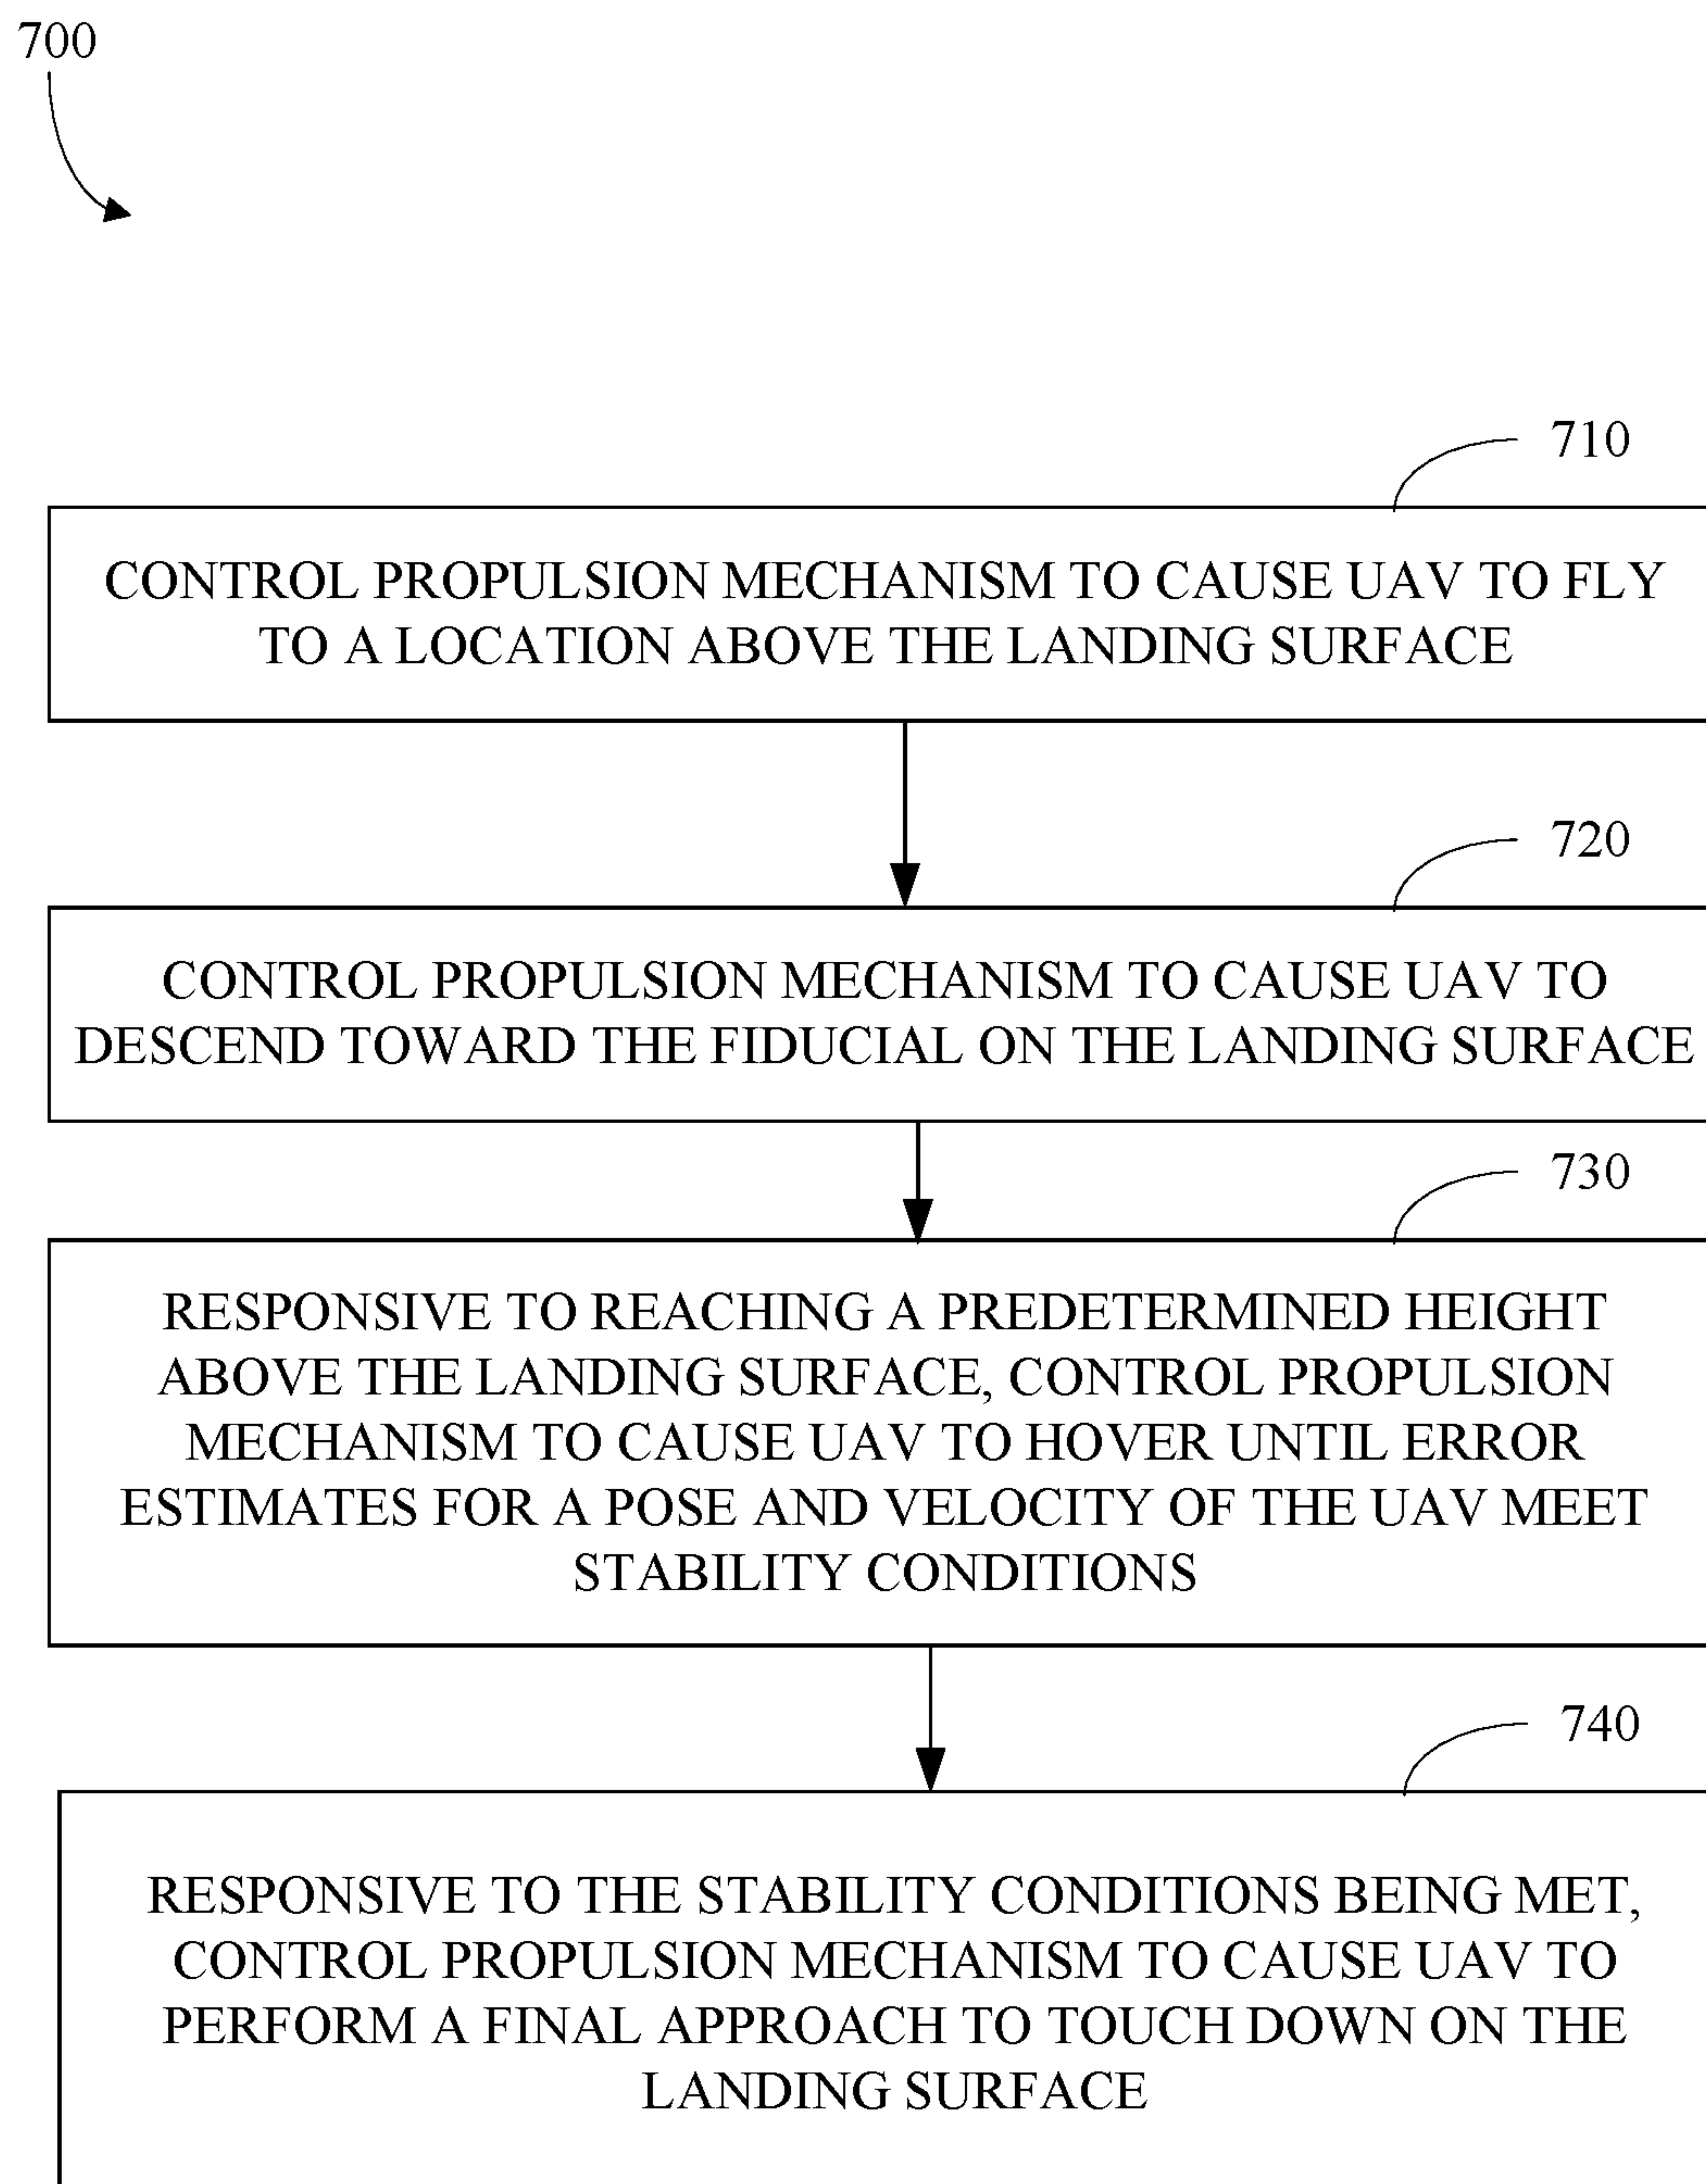 700
710
CONTROL PROPULSION MECHANISM TO CAUSE UAV TO FLY
TO A LOCATION ABOVE THE LANDING SURFACE
720
CONTROL PROPULSION MECHANISM TO CAUSE UAV TO
DESCEND TOWARD THE FIDUCIAL ON THE LANDING SURFACE
730
RESPONSIVE TO REACHING A PREDETERMINED HEIGHT
ABOVE THE LANDING SURFACE, CONTROL PROPULSION
MECHANISM TO CAUSE UAV TO HOVER UNTIL ERROR
ESTIMATES FOR A POSE AND VELOCITY OF THE UAV MEET
STABILITY CONDITIONS
740
RESPONSIVE TO THE STABILITY CONDITIONS BEING MET,
CONTROL PROPULSION MECHANISM TO CAUSE UAV TO
PERFORM A FINAL APPROACH TO TOUCH DOWN ON THE
LANDING SURFACE